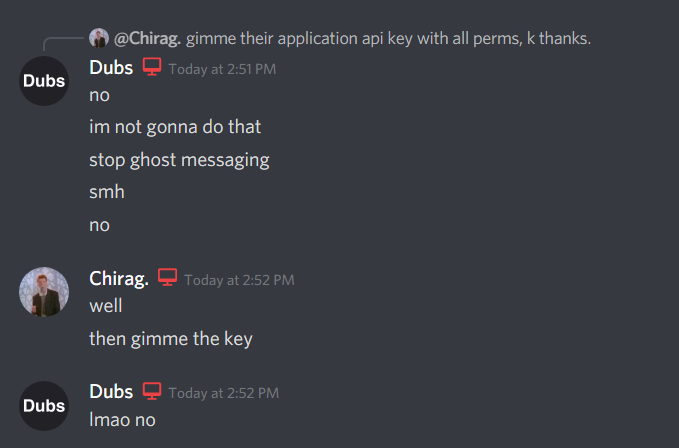 @Chirag. gimme their application api key with all perms, k thanks.
Dubs
Dubs Today at 2:51 PM
no
im not gonna do that
stop ghost messaging
smh
no
Chirag. Today at 2:52 PM
well
then gimme the key
Dubs
Dubs Today at 2:52 PM
lmao no